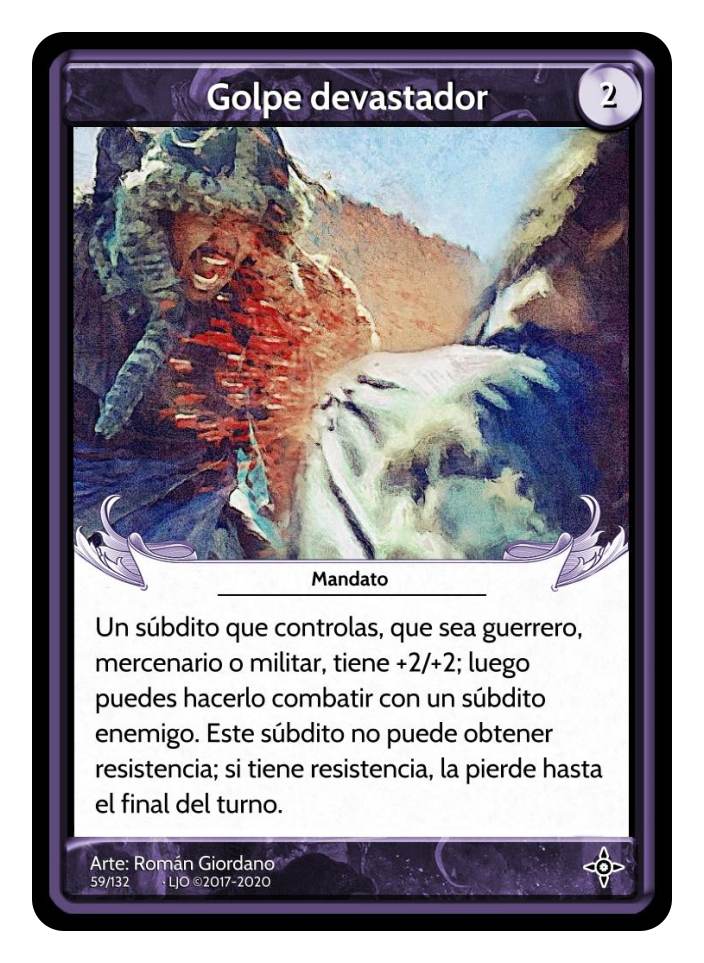 Golpe devastador
2
Mandato
Un súbdito que controlas, que sea guerrero,
mercenario o militar, tiene +2/+2; luego
puedes hacerlo combatir con un súbdito
enemigo. Este súbdito no puede obtener
resistencia; si tiene resistencia, la pierde hasta
el final del turno.
Arte: Román Giordano
59/132 · LJO ©2017-2020